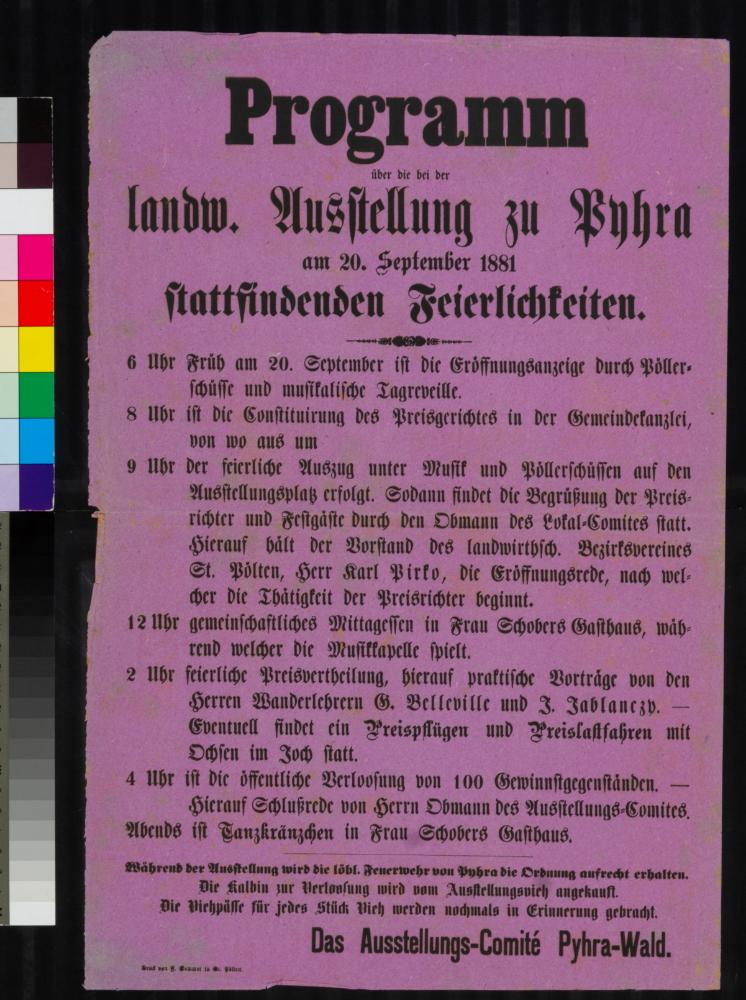 Programm
über die bei der
landw. Ausstellung zu Pyhra
am 20. September 1881
stattfindenden Feierlichkeiten.
6 Uhr Früh am 20. September ist die Eröffnungsanzeige durch Pöller-
schüsse und musikalische Tagreveille.
8 Uhr ist die Constituirung des Preisgerichtes in der Gemeindekanzlei,
von wo aus um
9 Uhr der feierliche Auszug unter Musik und Pöllerschüssen auf den
Ausstellungsplatz erfolgt. Sodann findet die Begrüßung der Preis-
richter und Festgäste durch den Obmann des Lokal-Comites statt.
Hierauf hält der Vorstand des landwirthsch. Bezirksvereines
St. Pölten, Herr Karl Pirko, die Eröffnungsrede, nach wel-
cher die Thätigkeit der Preisrichter beginnt.
12 Uhr gemeinschaftliches Mittagessen in Frau Schobers Gasthaus, wäh-
rend welcher die Musikkapelle spielt.
2 Uhr feierliche Preisvertheilung, hierauf praktische Vorträge von den
Herren Wanderlehrern G. Belleville und J. Jablanczy. —
Eventuell findet ein Preispflügen und Preislastfahren mit
Ochsen im Joch statt.
4 Uhr ist die öffentliche Verloosung von 100 Gewinnstgegenständen. —
Hierauf Schlußrede von Herrn Obmann des Ausstellungs-Comites.
Abends ist Tanzkränzchen in Frau Schobers Gasthaus.
Während der Ausstellung wird die löbl. Feuerwehr von Pyhra die Ordnung aufrecht erhalten.
Die Kalbin zur Verloosung wird vom Ausstellungsvieh angekauft.
Die Viehpässe für jedes Stück Vieh werden nochmals in Erinnerung gebracht.
Das Ausstellungs-Comité Pyhra-Wald.
Druck von F. in St. Pölten.